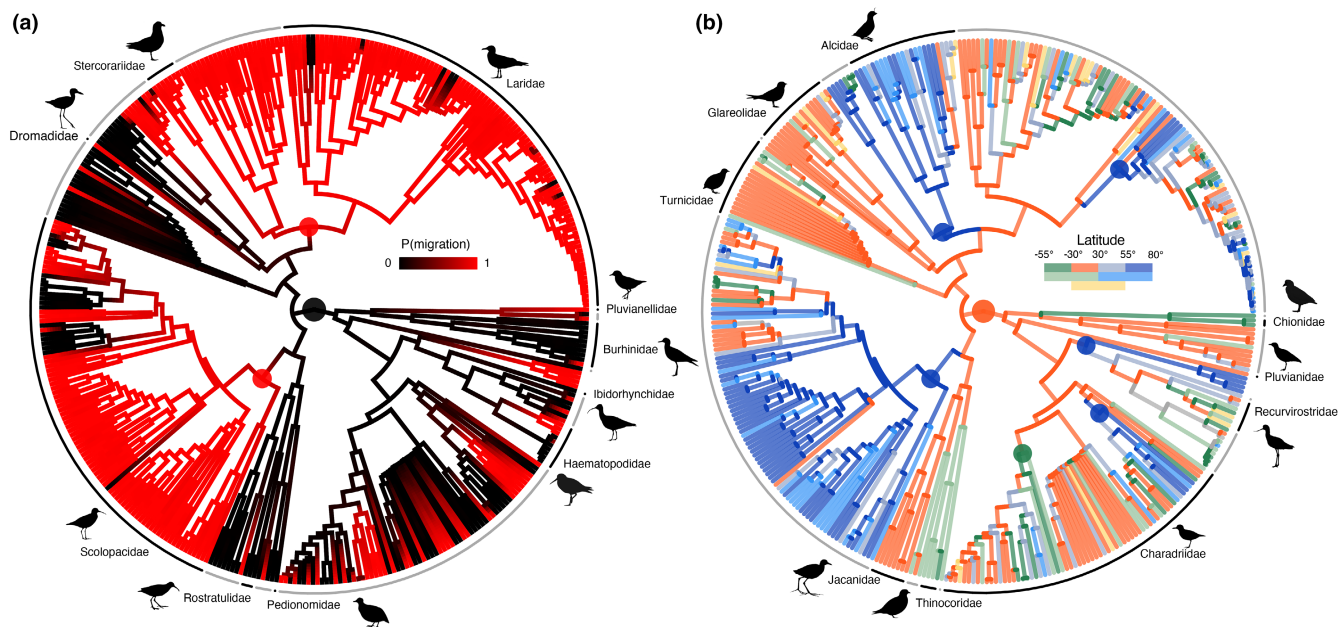 (a)
Stercorariidae
Laridae
Dromadidae
P(migration)
0 1
Pluvianellidae
Burhinidae
Ibidorhynchidae
Haematopodidae
Scolopacidae
Rostratulidae
Pedionomidae
(b)
Alcidae
Glareolidae
Turnicidae
Latitude
-55° -30° 30° 55° 80°
Chionidae
Pluvianidae
Recurvirostridae
Charadriidae
Jacanidae
Thinocoridae